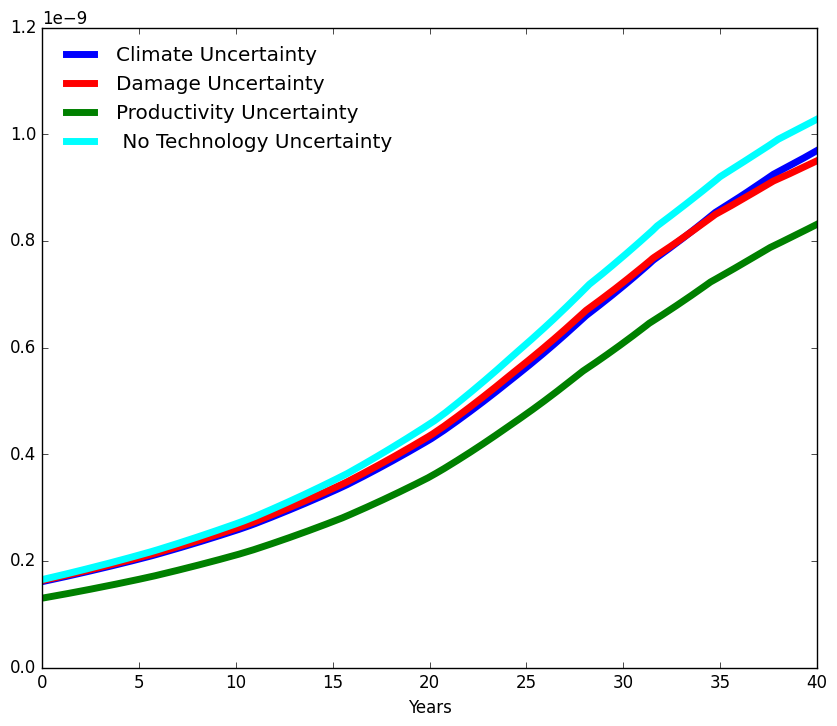 1e−9
1.2
1.0
0.8
0.6
0.4
0.2
0.0
Climate Uncertainty
Damage Uncertainty
Productivity Uncertainty
No Technology Uncertainty
0 5 10 15 20 25 30 35 40
Years